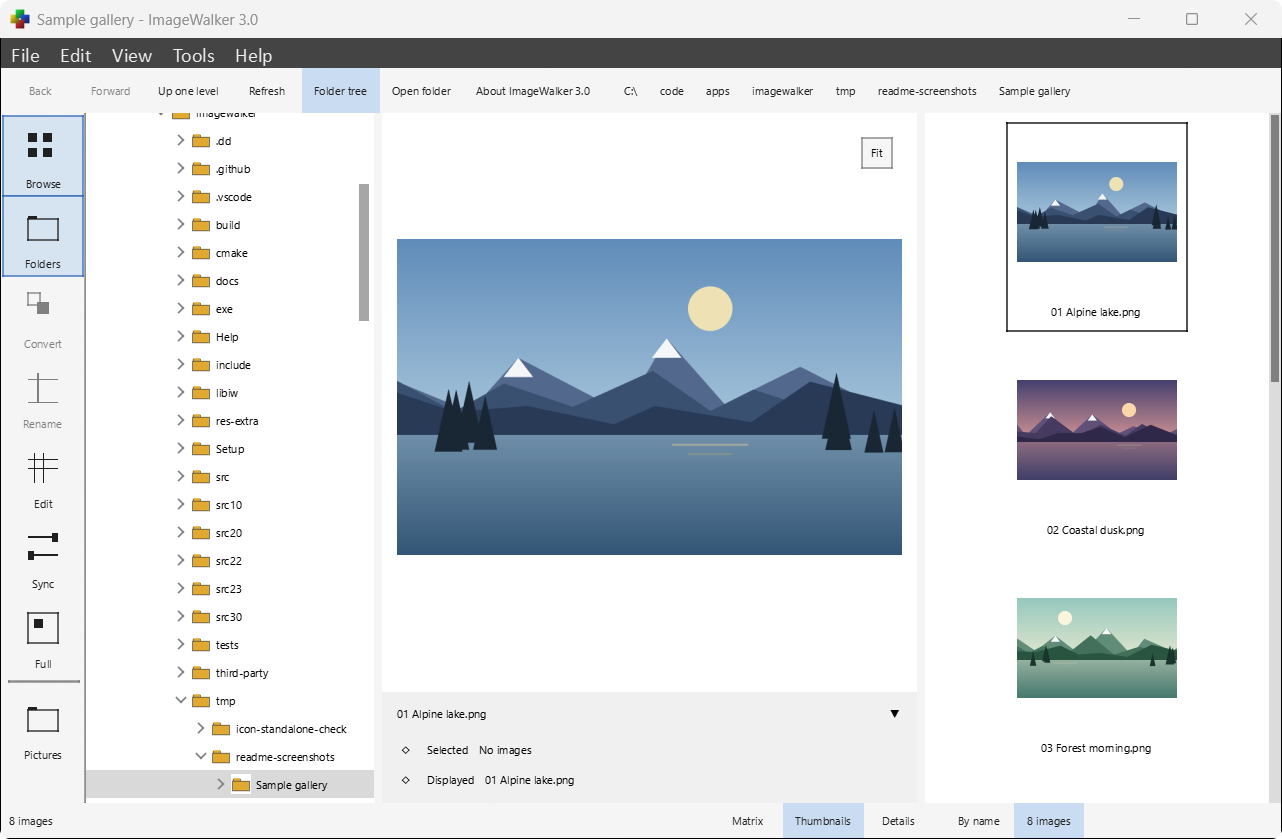 Sample gallery - ImageWalker 3.0
File Edit View Tools Help
Back Forward Up one level Refresh Folder tree Open folder About ImageWalker 3.0 C:\ code apps imagewalker tmp readme-screenshots Sample gallery
Browse
Folders
Convert
Rename
Edit
Sync
Full
Pictures
imagewalker
.dd
.github
.vscode
build
cmake
docs
exe
Help
include
libiw
res-extra
Setup
src
src10
src20
src22
src23
src30
tests
third-party
tmp
icon-standalone-check
readme-screenshots
Sample gallery
Fit
01 Alpine lake.png
Selected No images
Displayed 01 Alpine lake.png
01 Alpine lake.png
02 Coastal dusk.png
03 Forest morning.png
8 images
Matrix Thumbnails Details By name 8 images